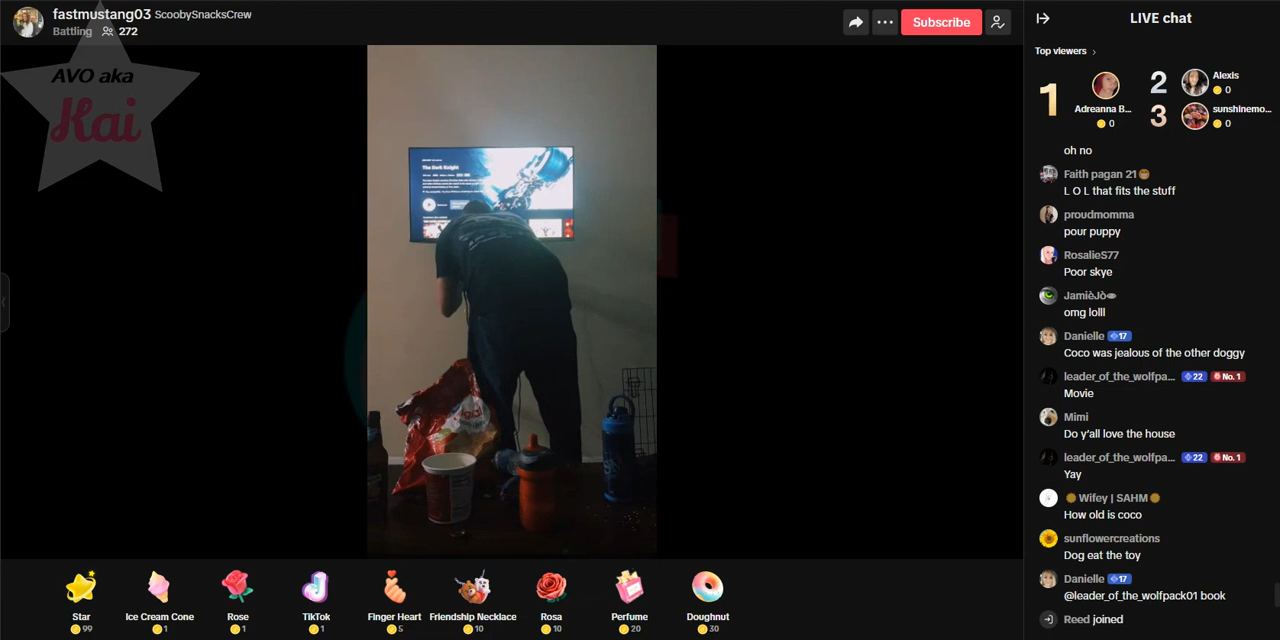 fastmustang03 ScoobySnacksCrew
Battling 272
Subscribe
AVO aka
Kai
The Dark Knight
LIVE chat
Top viewers
1
Adreanna B...
0
2
Alexis
0
3
sunshinemo...
0
oh no
Faith pagan 21
L O L that fits the stuff
proudmomma
pour puppy
RosalieS77
Poor skye
JamièJò
omg lolll
Danielle 17
Coco was jealous of the other doggy
leader_of_the_wolfpa... 22 No. 1
Movie
Mimi
Do y'all love the house
leader_of_the_wolfpa... 22 No. 1
Yay
Wifey | SAHM
How old is coco
sunflowercreations
Dog eat the toy
Danielle 17
@leader_of_the_wolfpack01 book
Reed joined
Star
99
Ice Cream Cone
1
Rose
1
TikTok
1
Finger Heart
5
Friendship Necklace
10
Rosa
10
Perfume
20
Doughnut
30